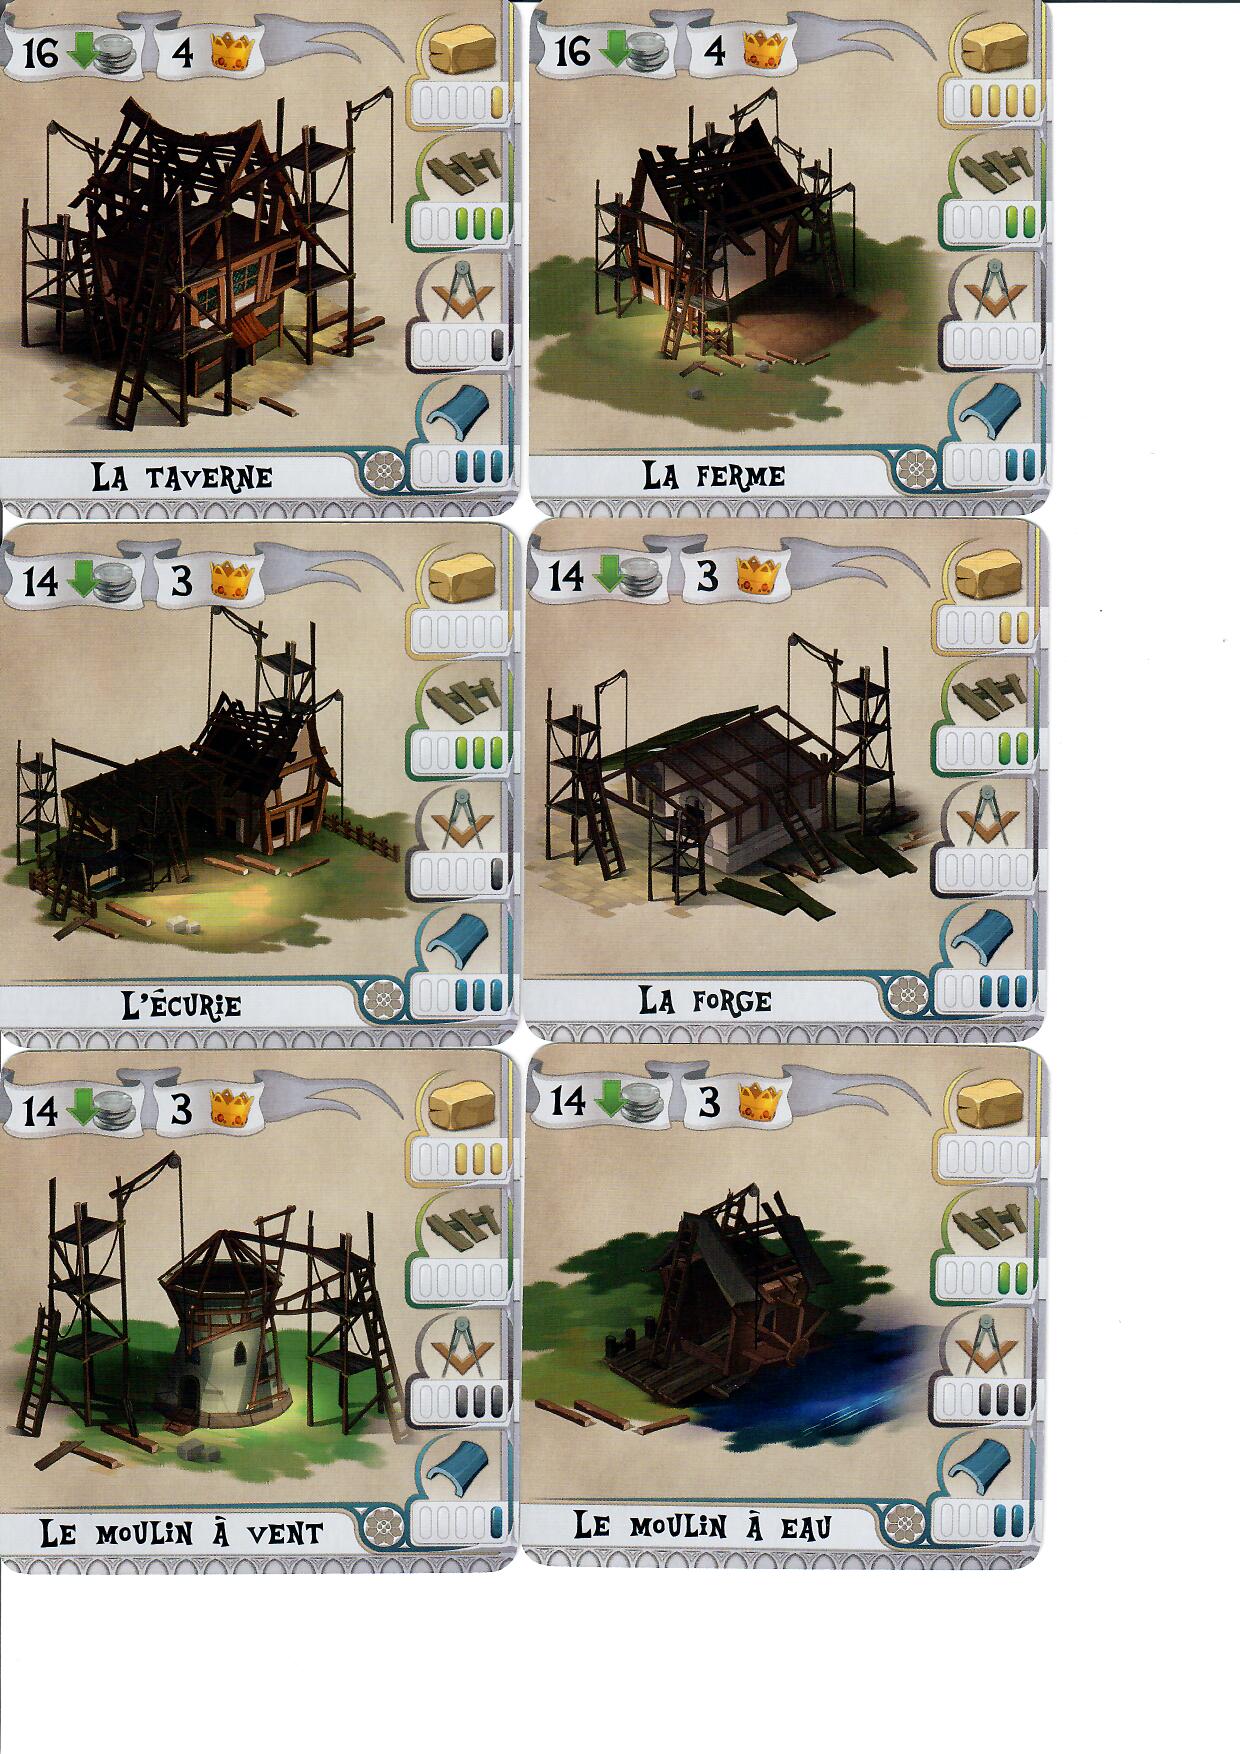 16 4
16 4
LA TAVERNE
LA FERME
14 3
14 3
L'ÉCURIE
LA FORGE
14 3
14 3
LE MOULIN À VENT
LE MOULIN À EAU